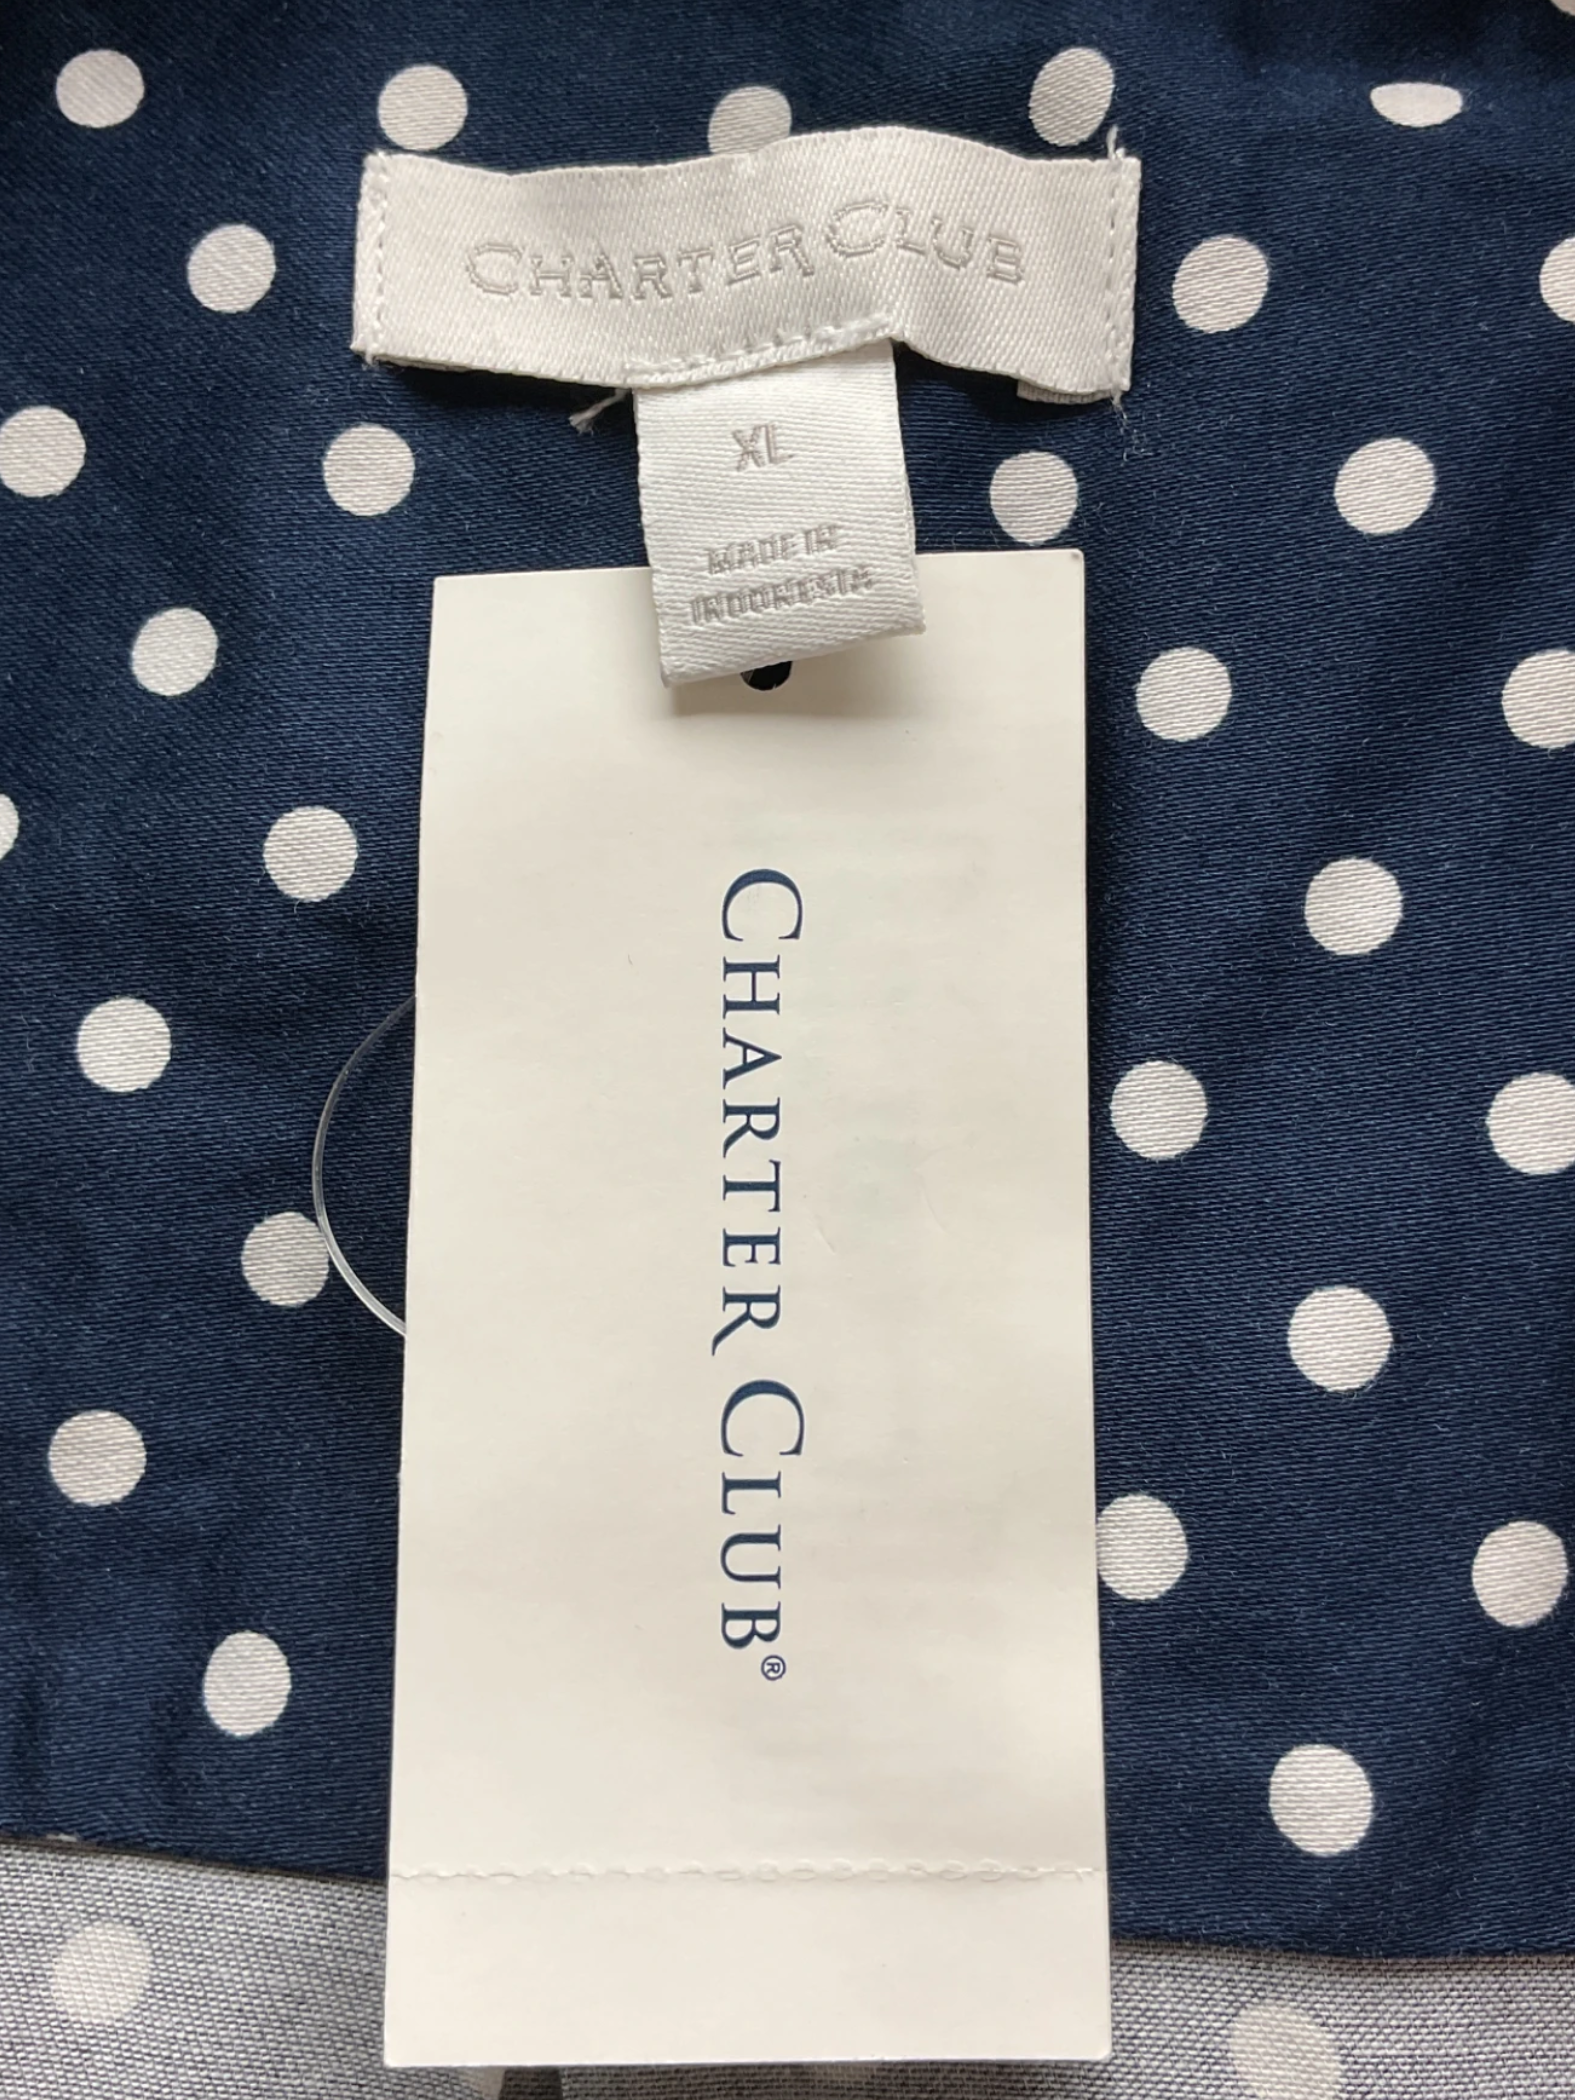 CHARTER CLUB
XL
MADE IN
INDONESIA
CHARTER CLUB®